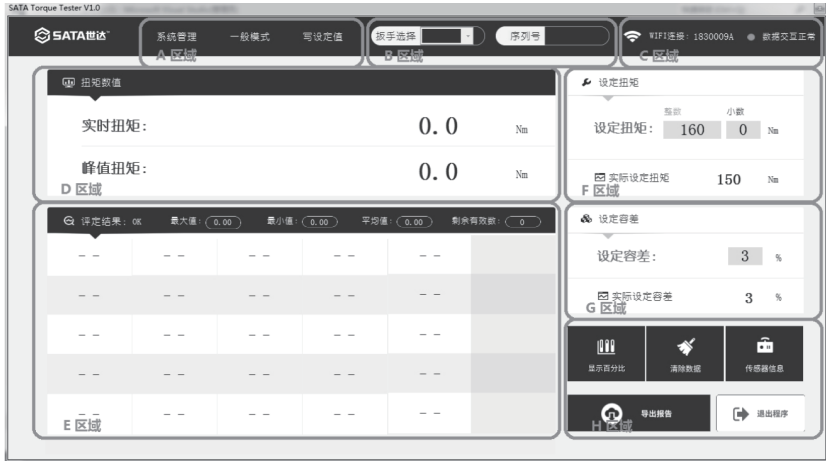 SATA Torque Tester V1.0
SATA世达 系统管理 一般模式 写设定值 扳手选择 序列号 WIFI连接: 1830009A 数据交互正常
A 区域 B 区域 C 区域
扭矩数值
实时扭矩: 0.0 Nm
峰值扭矩: 0.0 Nm
D 区域
设定扭矩
整数 小数
设定扭矩: 160 0 Nm
实际设定扭矩 150 Nm
F 区域
评定结果: OK 最大值: 0.00 最小值: 0.00 平均值: 0.00 剩余有效数: 0
-- -- -- -- --
-- -- -- -- --
-- -- -- -- --
-- -- -- -- --
-- -- -- -- --
E 区域
设定容差
设定容差: 3 %
实际设定容差 3 %
G 区域
显示百分比 清除数据 传感器信息
导出报告 退出程序
H 区域